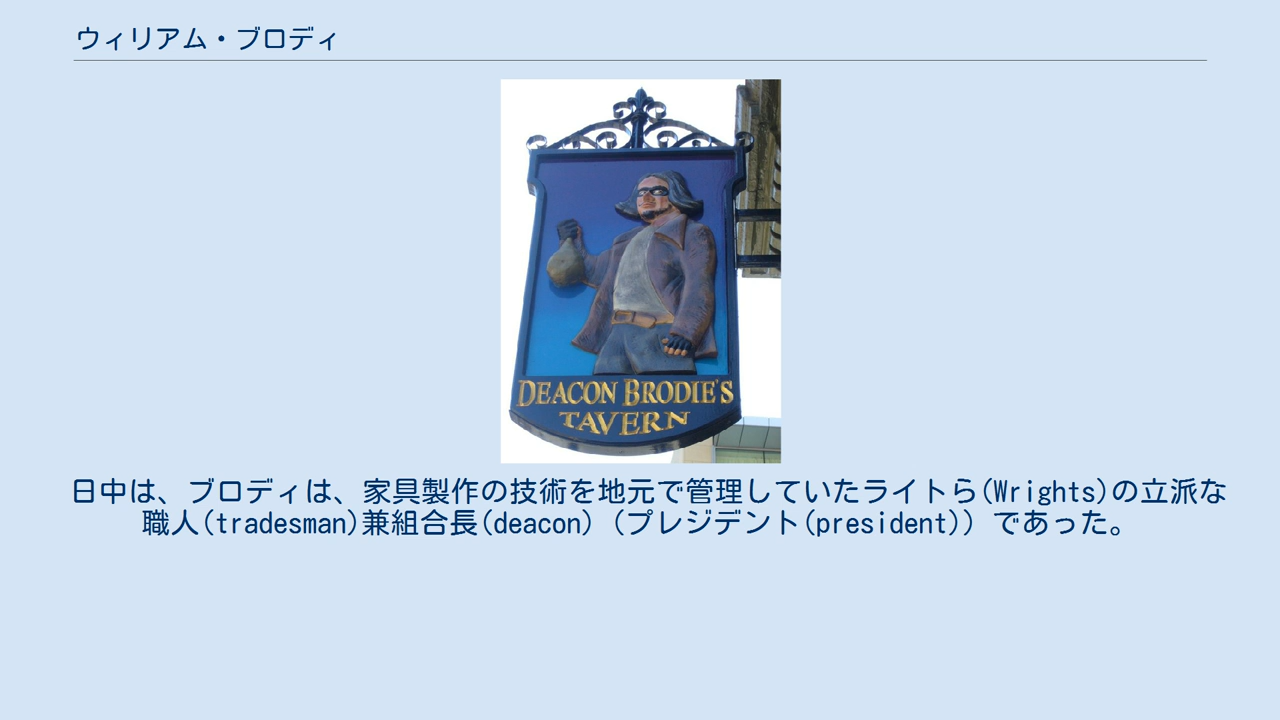 ウィリアム・ブロディ
DEACON BRODIE'S
TAVERN
日中は、ブロディは、家具製作の技術を地元で管理していたライトら(Wrights)の立派な
職人(tradesman)兼組合長(deacon) (プレジデント(president)) であった。